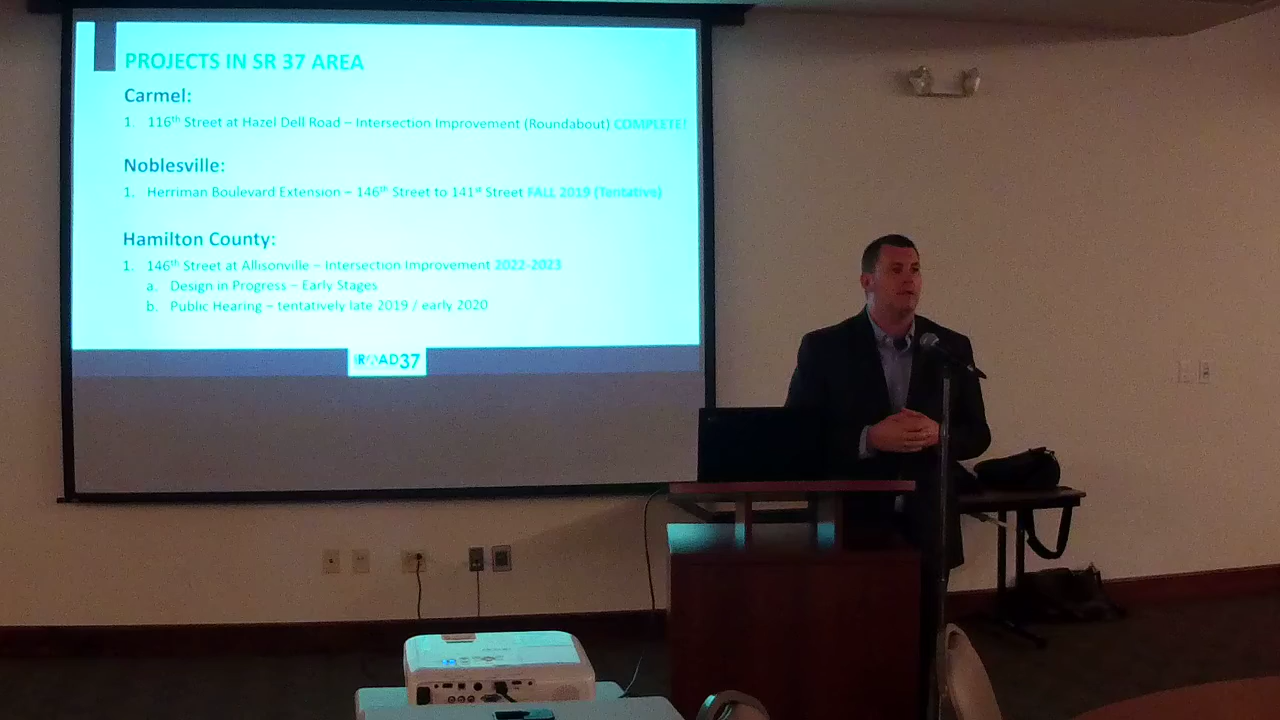 PROJECTS IN SR 37 AREA
Carmel:
1. 116th Street at Hazel Dell Road – Intersection Improvement (Roundabout) COMPLETE!
Noblesville:
1. Herriman Boulevard Extension – 146th Street to 141st Street FALL 2019 (Tentative)
Hamilton County:
1. 146th Street at Allisonville – Intersection Improvement 2022-2023
a. Design in Progress – Early Stages
b. Public Hearing – tentatively late 2019 / early 2020
ROAD37